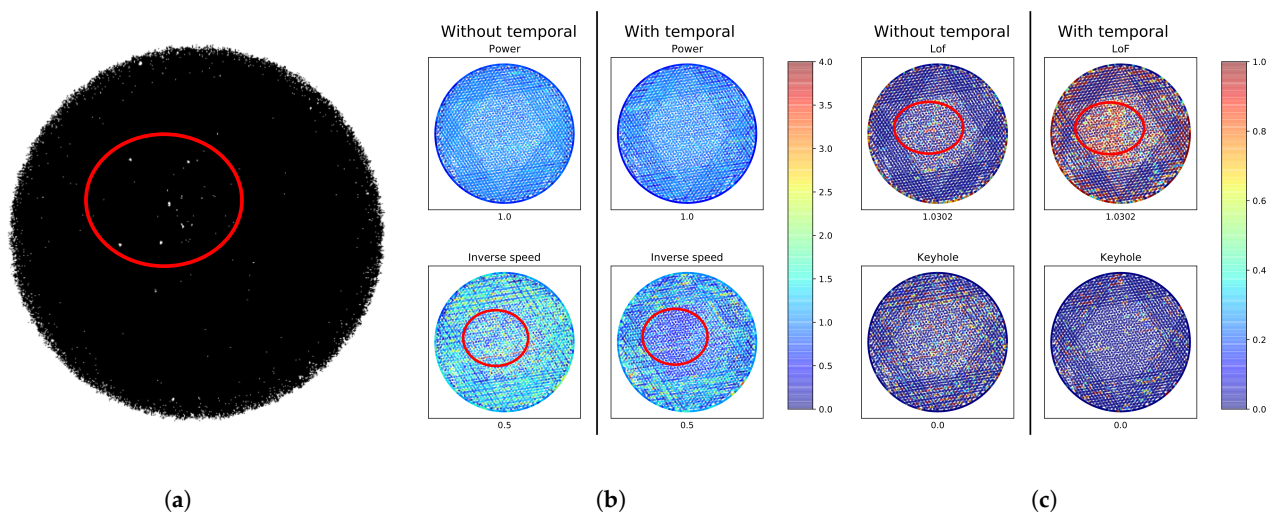 Without temporal
With temporal
Power
Power
1.0
1.0
Inverse speed
Inverse speed
0.5
0.5
4.0
3.5
3.0
2.5
2.0
1.5
1.0
0.5
0.0
Without temporal
With temporal
Lof
LoF
1.0302
1.0302
Keyhole
Keyhole
0.0
0.0
1.0
0.8
0.6
0.4
0.2
0.0
(a)
(b)
(c)